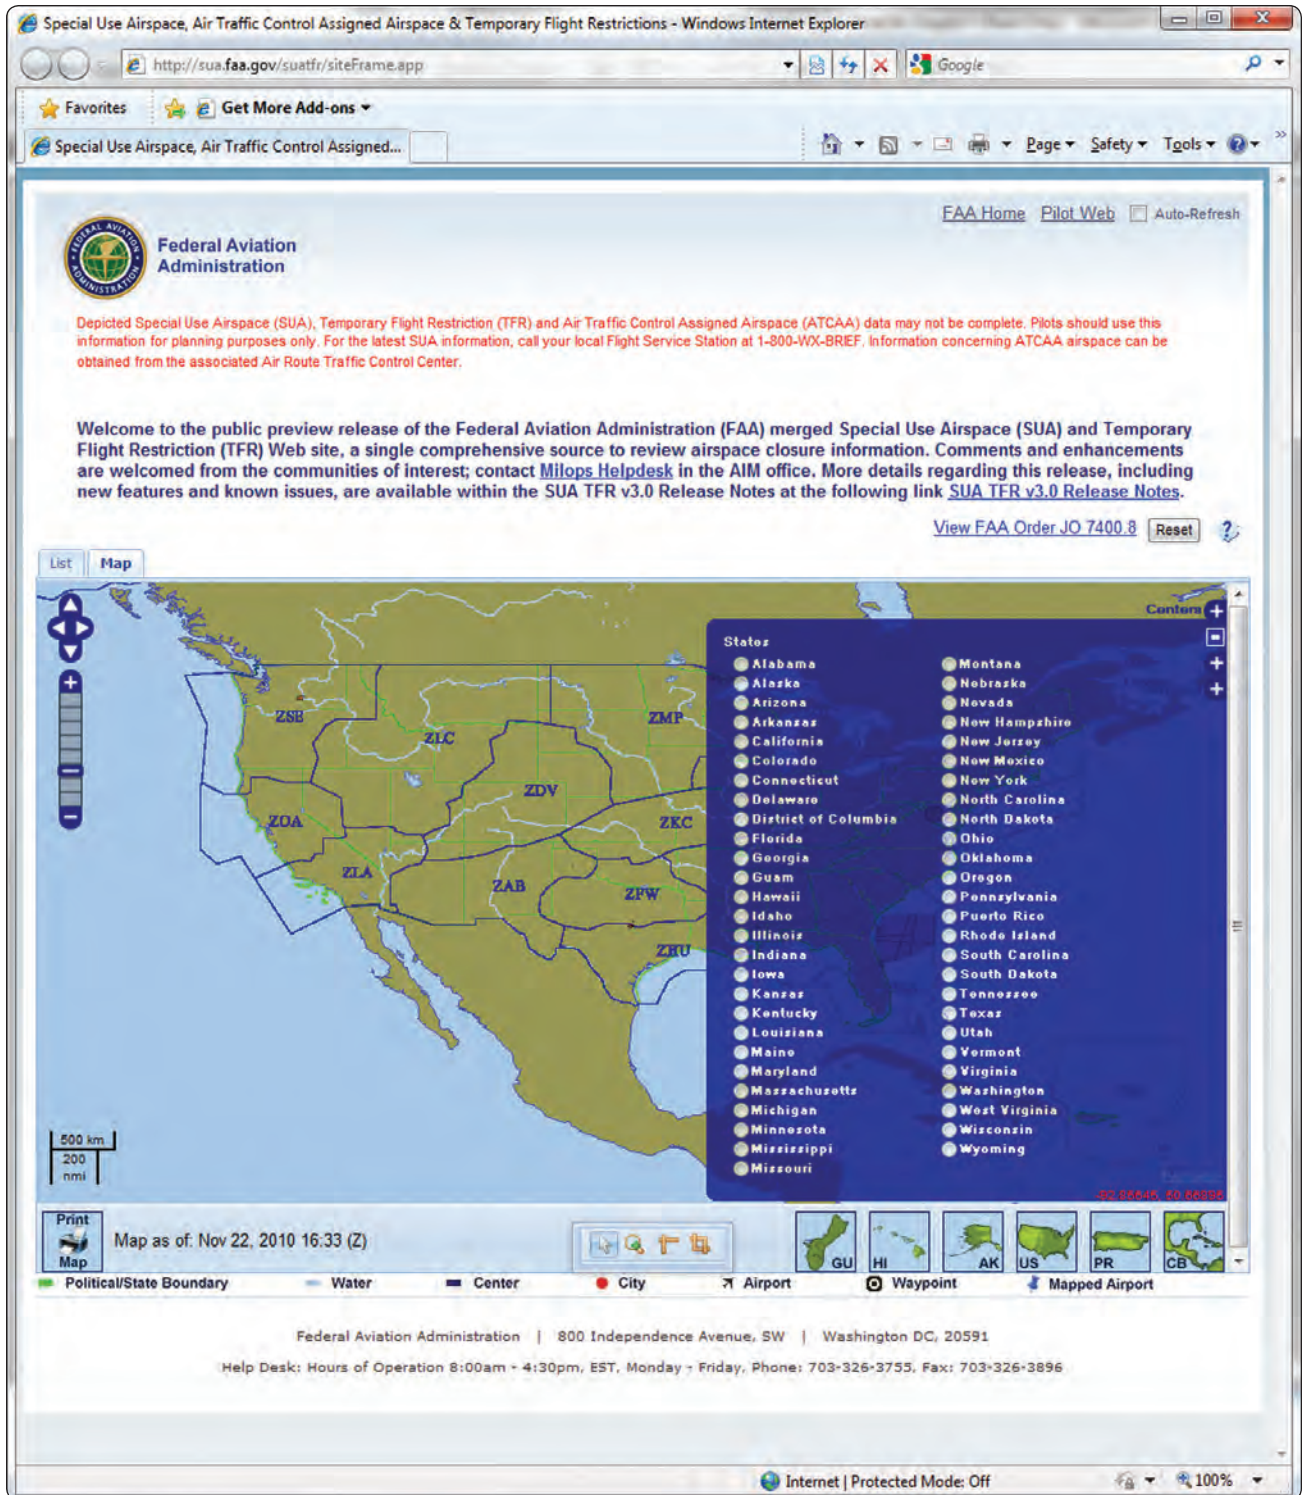 Special Use Airspace, Air Traffic Control Assigned Airspace & Temporary Flight Restrictions - Windows Internet Explorer
http://sua.faa.gov/suatfr/siteFrame.app
Google
Favorites
Get More Add-ons
Special Use Airspace, Air Traffic Control Assigned...
Page
Safety
Tools
FAA Home
Pilot Web
Auto-Refresh
FEDERAL AVIATION ADMINISTRATION
Federal Aviation
Administration
Depicted Special Use Airspace (SUA), Temporary Flight Restriction (TFR) and Air Traffic Control Assigned Airspace (ATCAA) data may not be complete. Pilots should use this
information for planning purposes only. For the latest SUA information, call your local Flight Service Station at 1-800-WX-BRIEF. Information concerning ATCAA airspace can be
obtained from the associated Air Route Traffic Control Center.
Welcome to the public preview release of the Federal Aviation Administration (FAA) merged Special Use Airspace (SUA) and Temporary
Flight Restriction (TFR) Web site, a single comprehensive source to review airspace closure information. Comments and enhancements
are welcomed from the communities of interest; contact Milops Helpdesk in the AIM office. More details regarding this release, including
new features and known issues, are available within the SUA TFR v3.0 Release Notes at the following link SUA TFR v3.0 Release Notes.
View FAA Order JO 7400.8
Reset
?
List
Map
Centers
ZSE
ZLC
ZMP
ZDV
ZOA
ZKC
ZLA
ZAB
ZFW
ZHU
States
Alabama
Alaska
Arizona
Arkansas
California
Colorado
Connecticut
Delaware
District of Columbia
Florida
Georgia
Guam
Hawaii
Idaho
Illinois
Indiana
Iowa
Kansas
Kentucky
Louisiana
Maine
Maryland
Massachusetts
Michigan
Minnesota
Mississippi
Missouri
Montana
Nebraska
Nevada
New Hampshire
New Jersey
New Mexico
New York
North Carolina
North Dakota
Ohio
Oklahoma
Oregon
Pennsylvania
Puerto Rico
Rhode Island
South Carolina
South Dakota
Tennessee
Texas
Utah
Vermont
Virginia
Washington
West Virginia
Wisconsin
Wyoming
500 km
200
nmi
Print
Map
Map as of: Nov 22, 2010 16:33 (Z)
GU
HI
AK
US
PR
CB
Political/State Boundary
Water
Center
City
Airport
Waypoint
Mapped Airport
Federal Aviation Administration | 800 Independence Avenue, SW | Washington DC, 20591
Help Desk: Hours of Operation 8:00am - 4:30pm, EST, Monday - Friday, Phone: 703-326-3755, Fax: 703-326-3896
Internet | Protected Mode: Off
100%